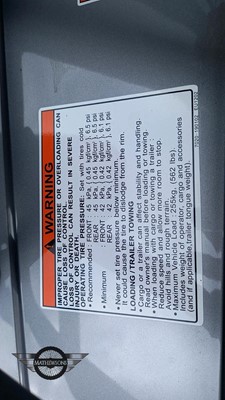 WARNING
IMPROPER TIRE PRESSURE OR OVERLOADING CAN
CAUSE LOSS OF CONTROL.
LOSS OF CONTROL CAN RESULT IN SEVERE
INJURY OR DEATH.
OPERATING TIRE PRESSURE: Set with tires cold
• Recommended FRONT : 45 kPa, 0.45 kgf/cm², 6.5 psi
REAR : 45 kPa, 0.45 kgf/cm², 6.5 psi
• Minimum FRONT : 42 kPa, 0.42 kgf/cm², 6.1 psi
REAR : 42 kPa, 0.42 kgf/cm², 6.1 psi
• Never set tire pressure below minimum.
It could cause the tire to dislodge from the rim.
LOADING / TRAILER TOWING
• Cargo or a trailer can affect stability and handling.
• Read owner's manual before loading or towing.
• When carrying cargo or towing a trailer :
Reduce speed and allow more room to stop.
Avoid hills and rough terrain.
• Maximum Vehicle Load : 255kg (562 lbs)
Includes weight of operator, cargo and accessories
(and if applicable, trailer tongue weight).
MATHEWSONS